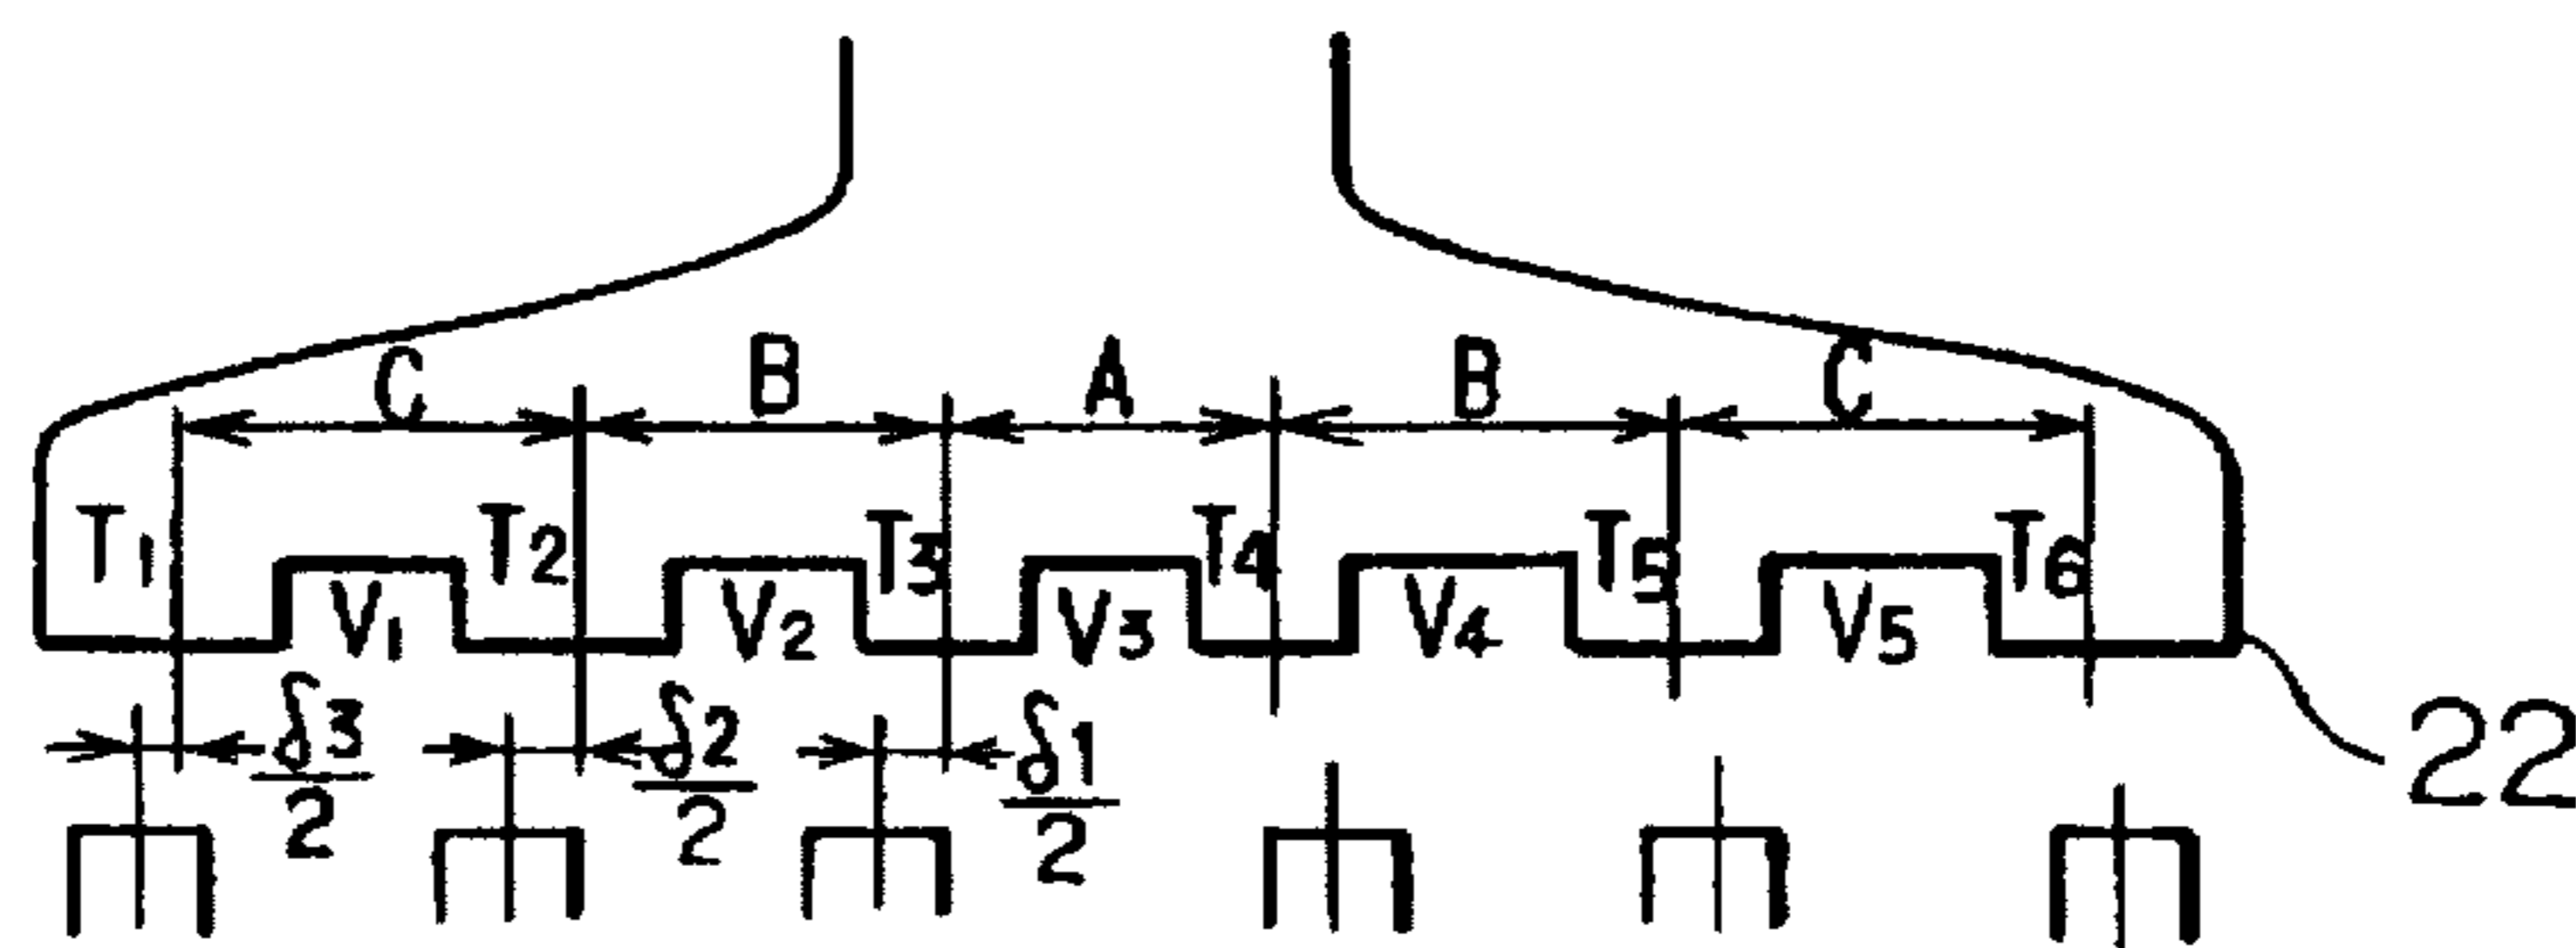 C B A B C
T1 T2 T3 T4 T5 T6
V1 V2 V3 V4 V5
δ3/2 δ2/2 δ1/2
22